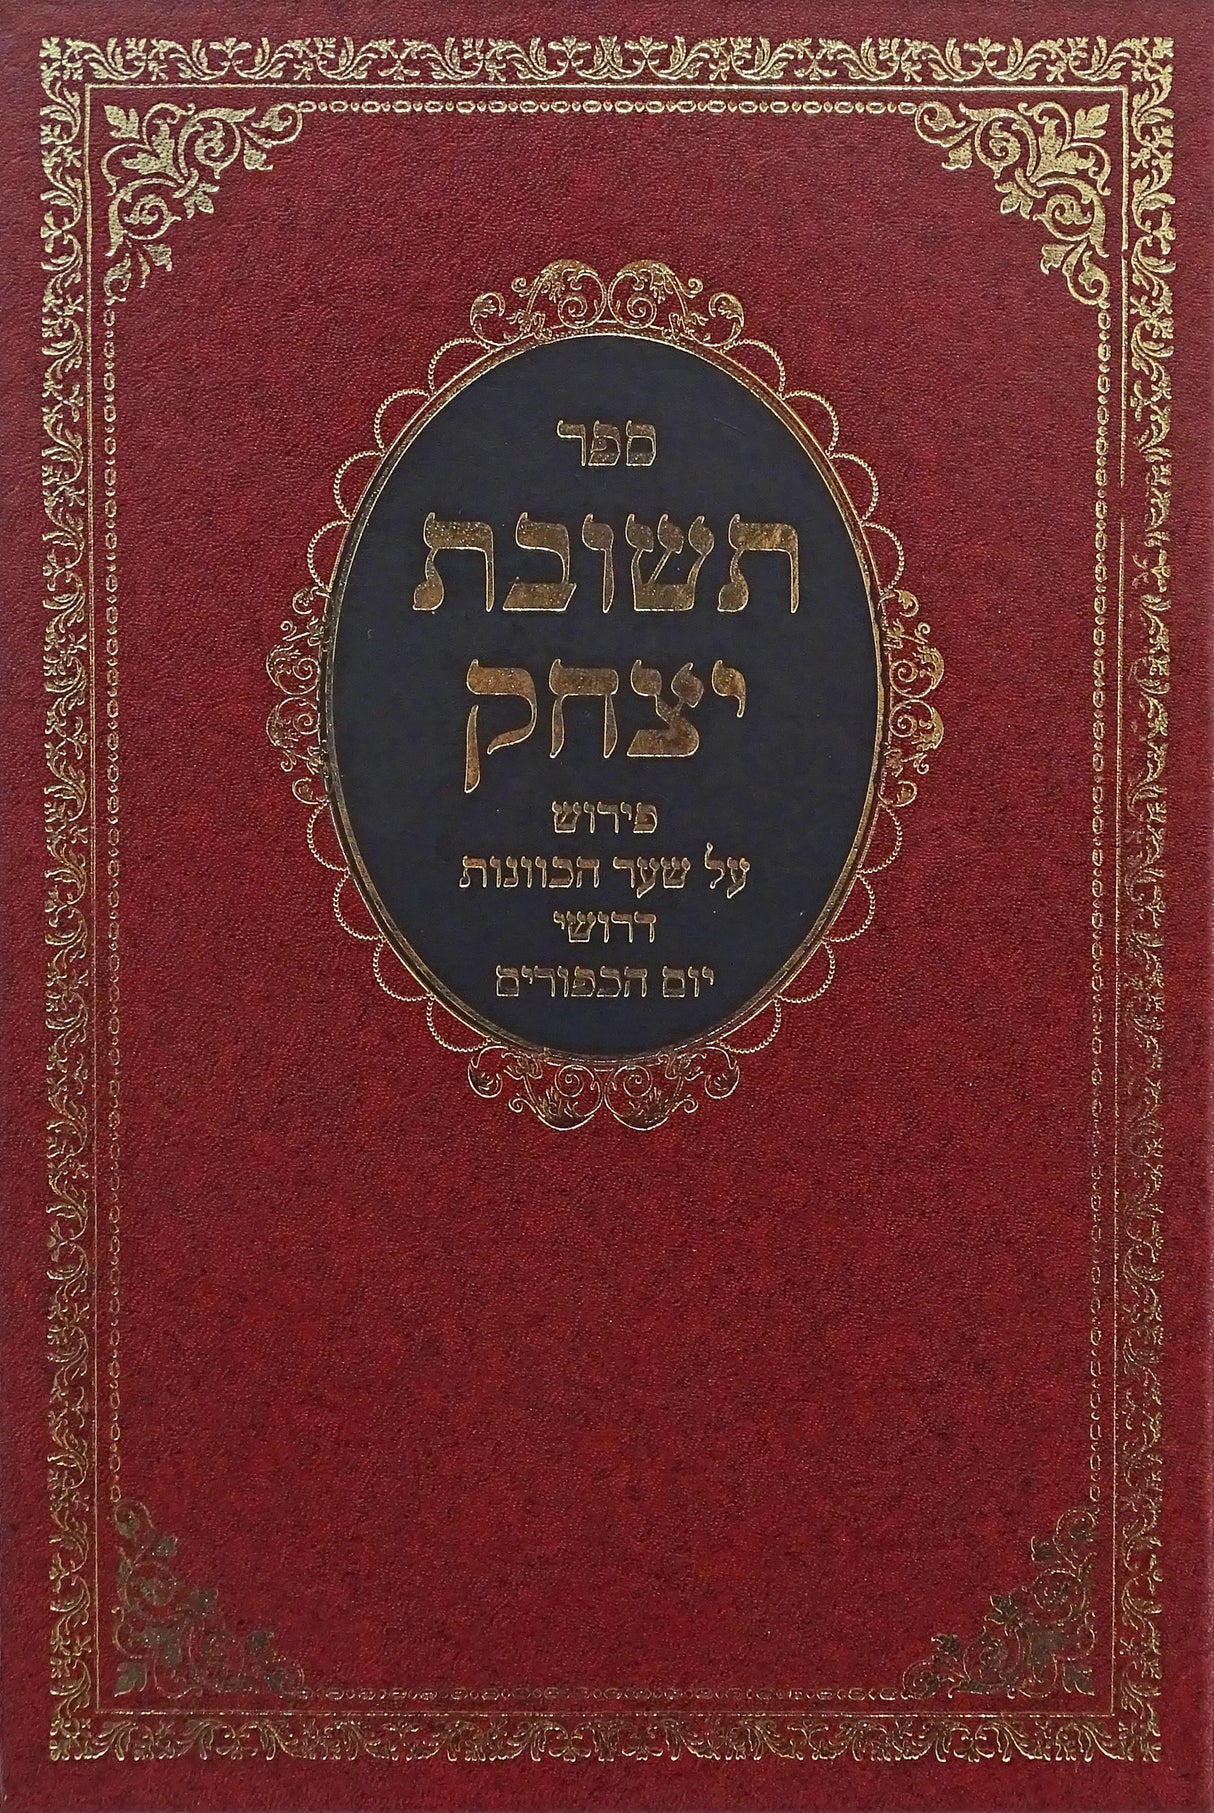 ספר
תשובת
יצחק
פירוש
על שער הכוונות
דרושי
יום הכפורים